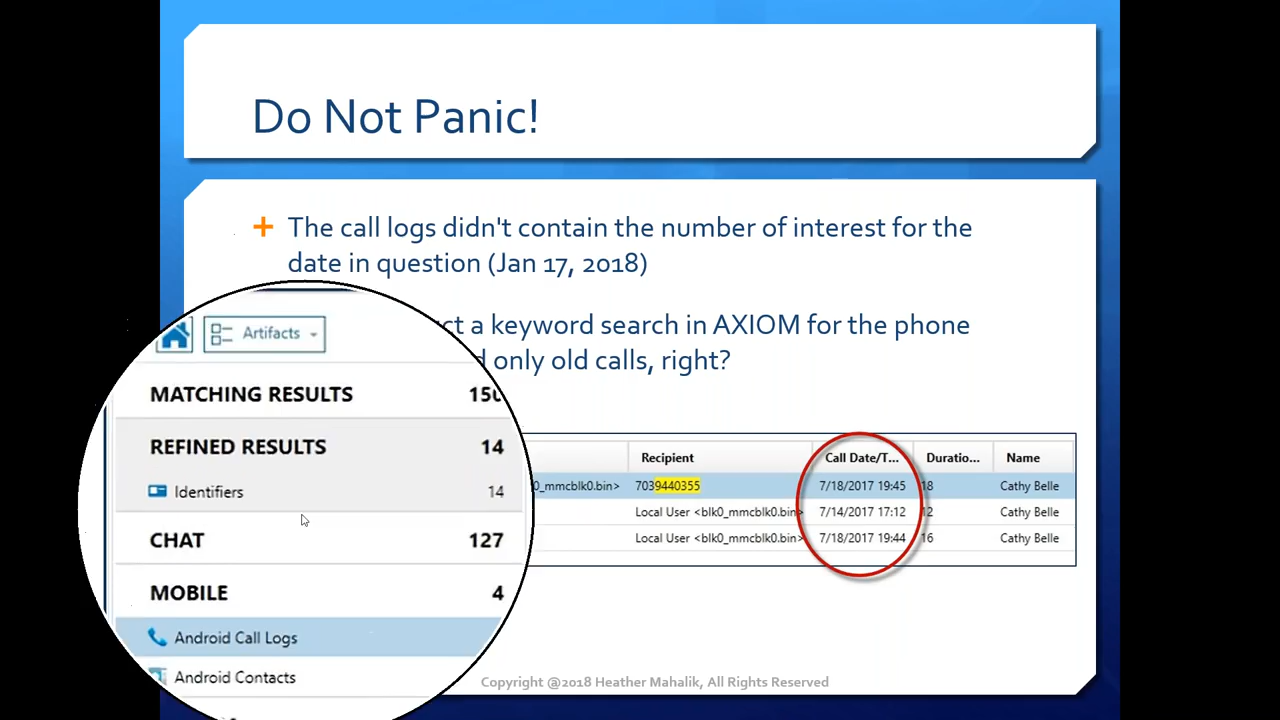 Do Not Panic!
+ The call logs didn't contain the number of interest for the
date in question (Jan 17, 2018)
a keyword search in AXIOM for the phone
only old calls, right?
Artifacts
MATCHING RESULTS
REFINED RESULTS 14
Identifiers 14
CHAT 127
MOBILE 4
Android Call Logs
Android Contacts
Recipient Call Date/T... Duratio... Name
0_mmcblk0.bin> 7039440355 7/18/2017 19:45 18 Cathy Belle
Local User <blk0_mmcblk0.bin> 7/14/2017 17:12 12 Cathy Belle
Local User <blk0_mmcblk0.bin> 7/18/2017 19:44 16 Cathy Belle
Copyright @2018 Heather Mahalik, All Rights Reserved